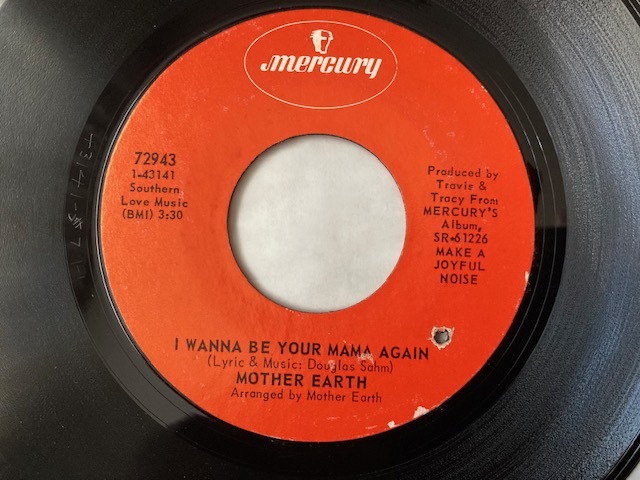 mercury
72943
1-43141
Southern
Love Music
(BMI) 3:30
Produced by
Travis &
Tracy From
MERCURY'S
Album,
SR-61226
MAKE A
JOYFUL
NOISE
I WANNA BE YOUR MAMA AGAIN
(Lyric & Music: Douglas Sahm)
MOTHER EARTH
Arranged by Mother Earth